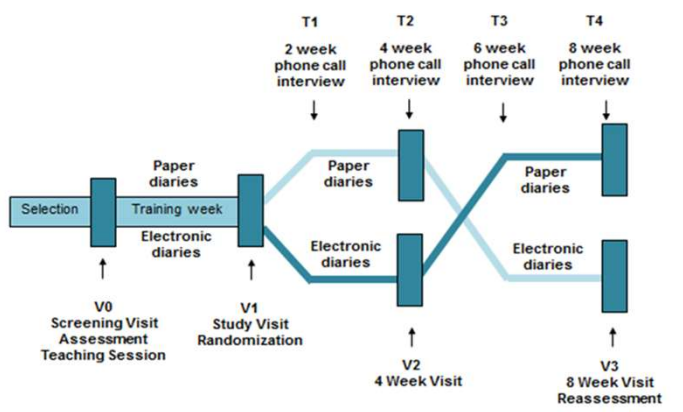 T1
T2
T3
T4
2 week
phone call
interview
4 week
phone call
interview
6 week
phone call
interview
8 week
phone call
interview
Paper
diaries
Paper
diaries
Paper
diaries
Selection
Training week
Electronic
diaries
Electronic
diaries
Electronic
diaries
V0
Screening Visit
Assessment
Teaching Session
V1
Study Visit
Randomization
V2
4 Week Visit
V3
8 Week Visit
Reassessment